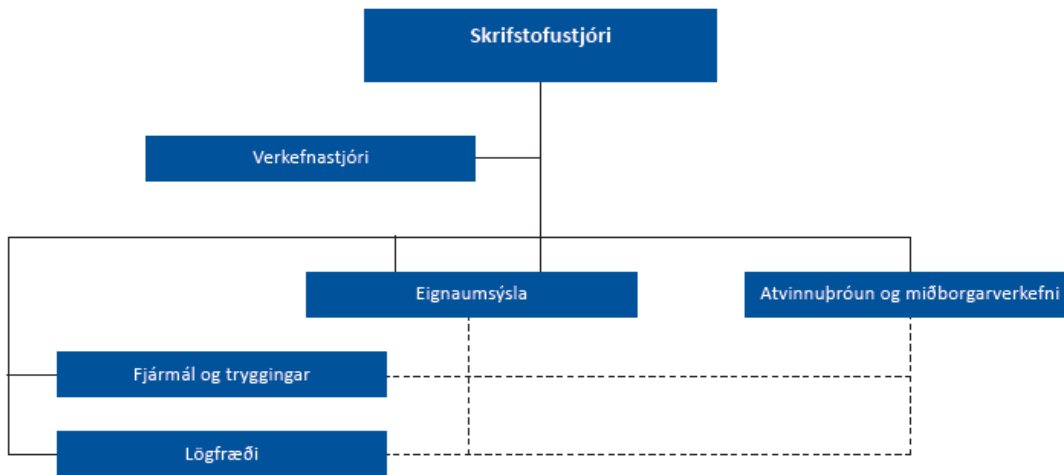 Skrifstofustjóri
Verkefnastjóri
Eignaumsýsla
Atvinnuþróun og miðborgarverkefni
Fjármál og tryggingar
Lögfræði